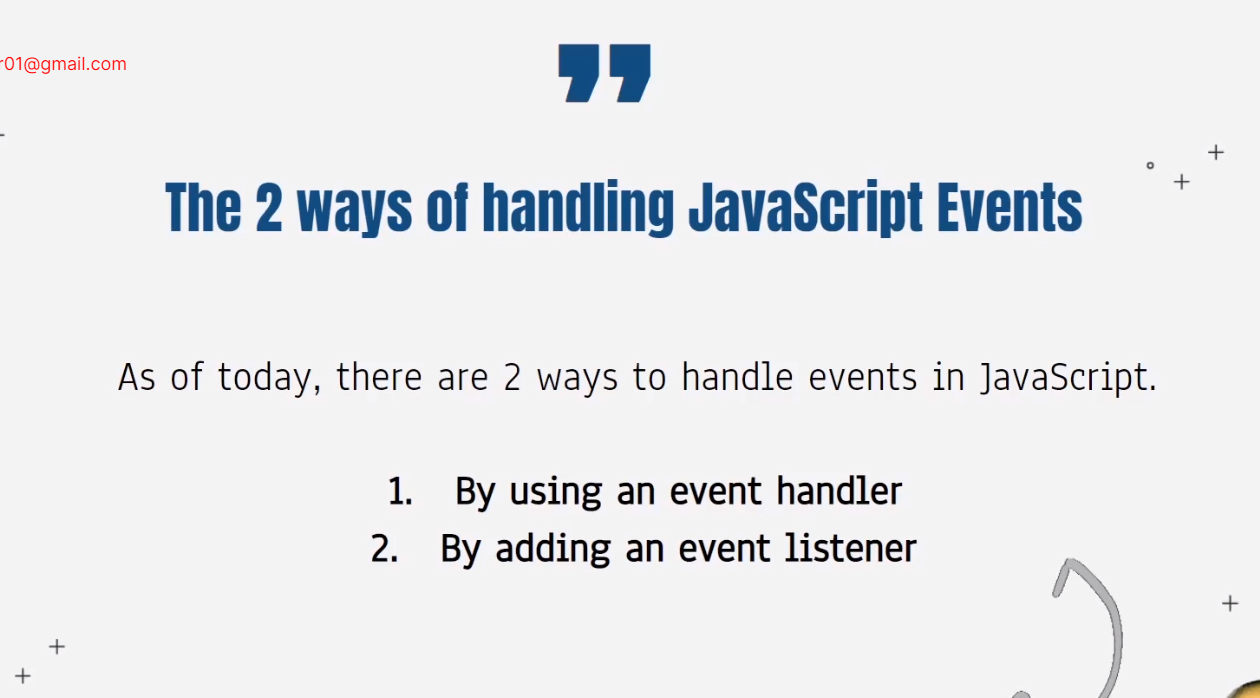 r01@gmail.com
”
The 2 ways of handling JavaScript Events
As of today, there are 2 ways to handle events in JavaScript.
1. By using an event handler
2. By adding an event listener